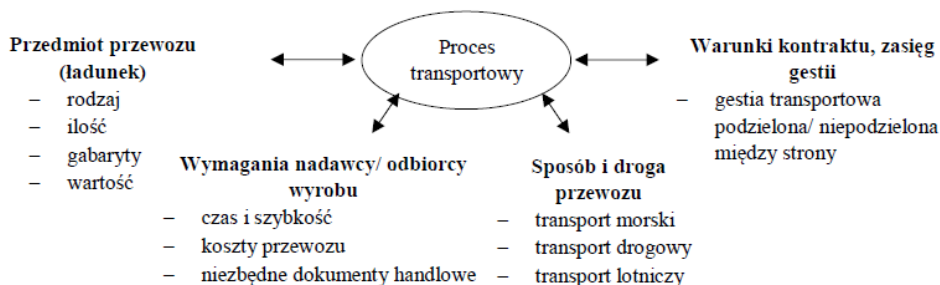 Przedmiot przewozu
(ładunek)
– rodzaj
– ilość
– gabaryty
– wartość
Proces
transportowy
Warunki kontraktu, zasięg
gestii
– gestia transportowa
podzielona/ niepodzielona
między strony
Wymagania nadawcy/ odbiorcy
wyrobu
– czas i szybkość
– koszty przewozu
– niezbędne dokumenty handlowe
Sposób i droga
przewozu
– transport morski
– transport drogowy
– transport lotniczy